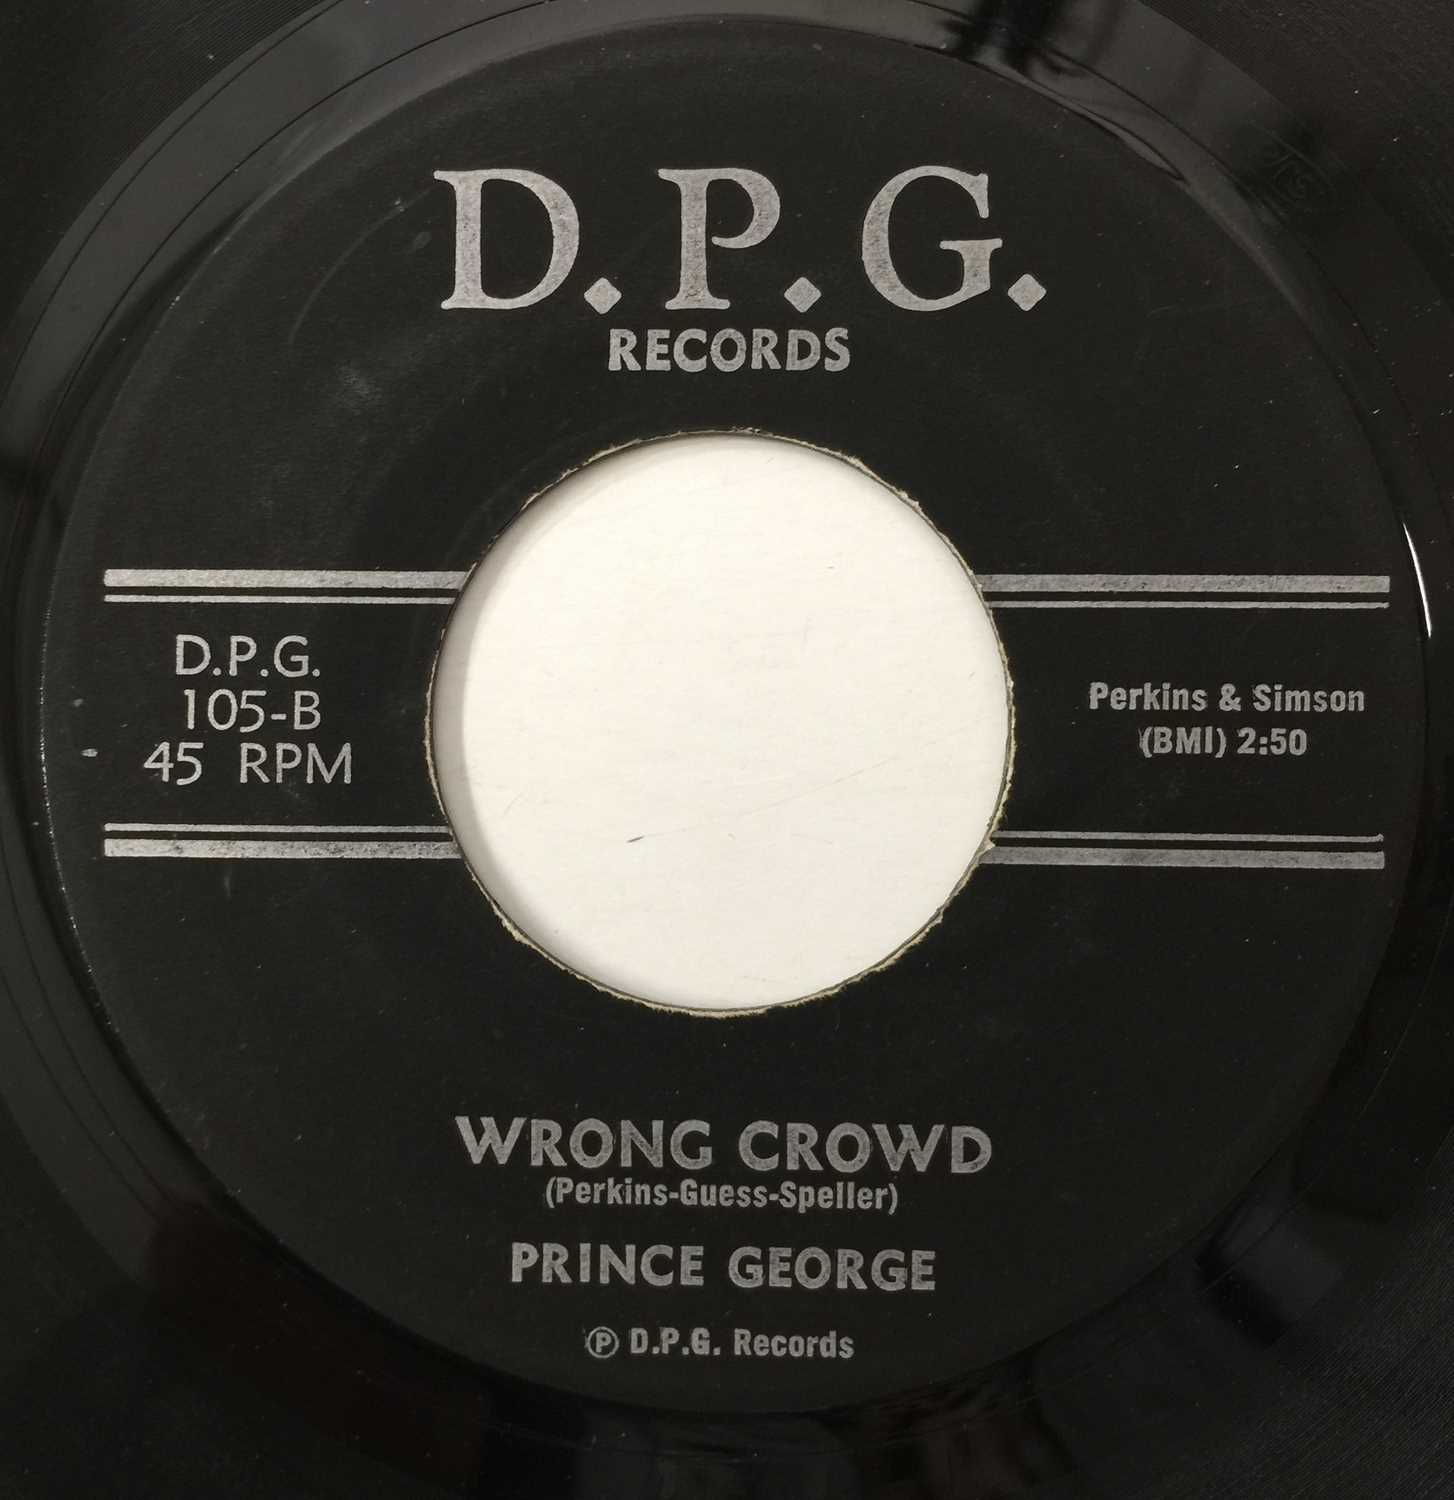 D.P.G.
RECORDS
D.P.G.
105-B
45 RPM
Perkins & Simson
(BMI) 2:50
WRONG CROWD
(Perkins-Guess-Speller)
PRINCE GEORGE
Ⓟ D.P.G. Records